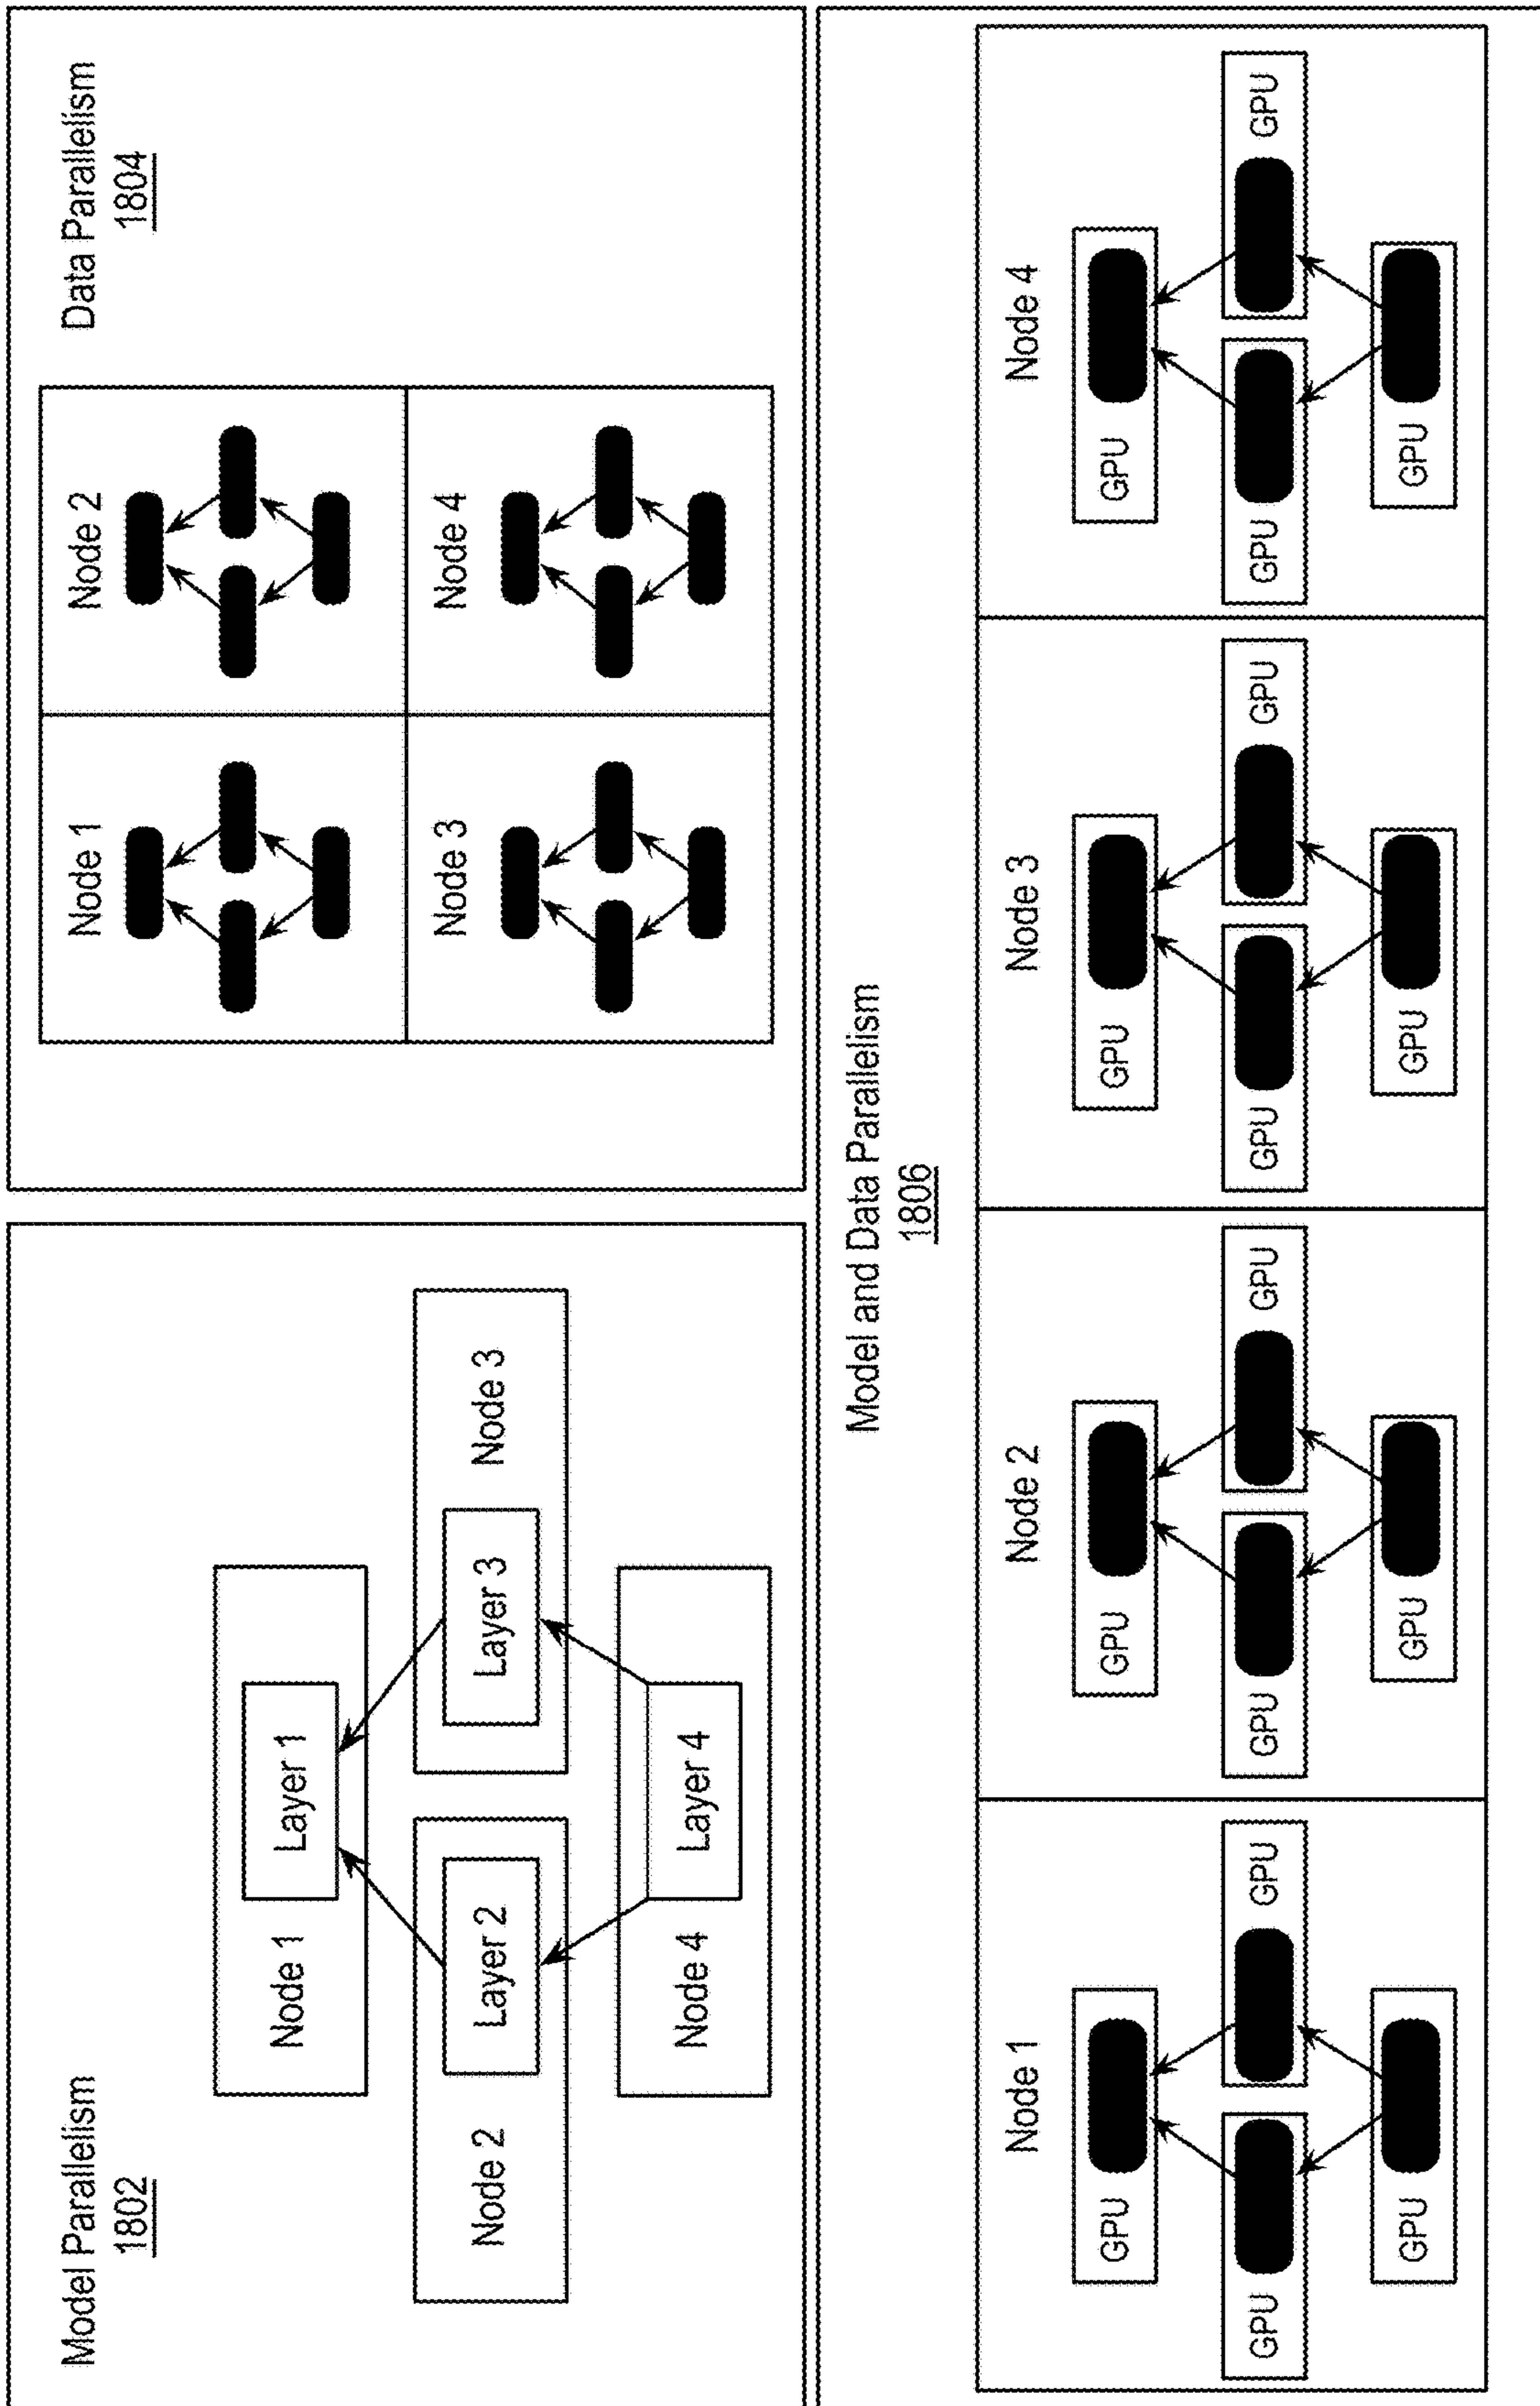 Model Parallelism
1802
Node 1
Layer 1
Node 2
Layer 2
Layer 3
Node 3
Node 4
Layer 4
Data Parallelism
1804
Node 1
Node 2
Node 3
Node 4
Model and Data Parallelism
1806
Node 1
GPU
GPU
GPU
GPU
Node 2
GPU
GPU
GPU
GPU
Node 3
GPU
GPU
GPU
GPU
Node 4
GPU
GPU
GPU
GPU